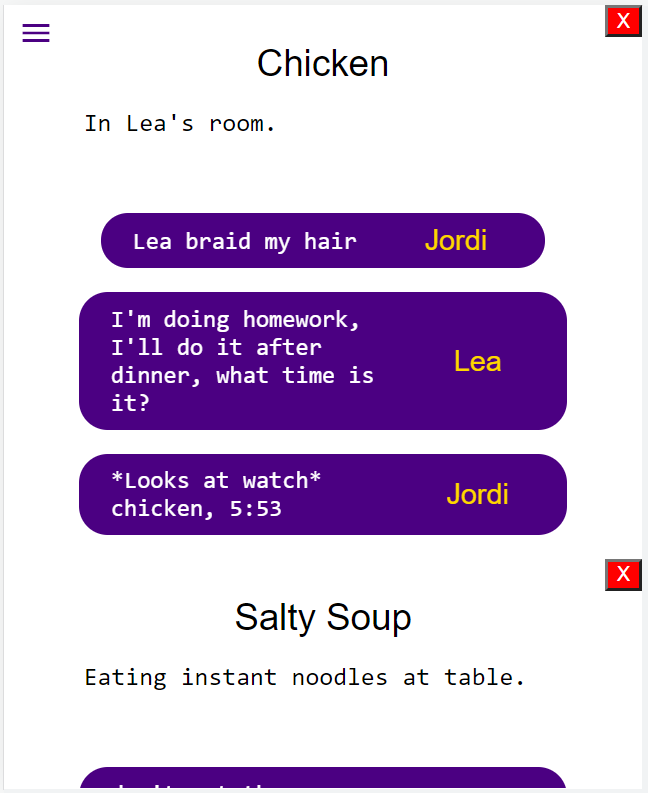 X
Chicken
In Lea's room.
Lea braid my hair
Jordi
I'm doing homework,
I'll do it after
dinner, what time is
it?
Lea
*Looks at watch*
chicken, 5:53
Jordi
X
Salty Soup
Eating instant noodles at table.